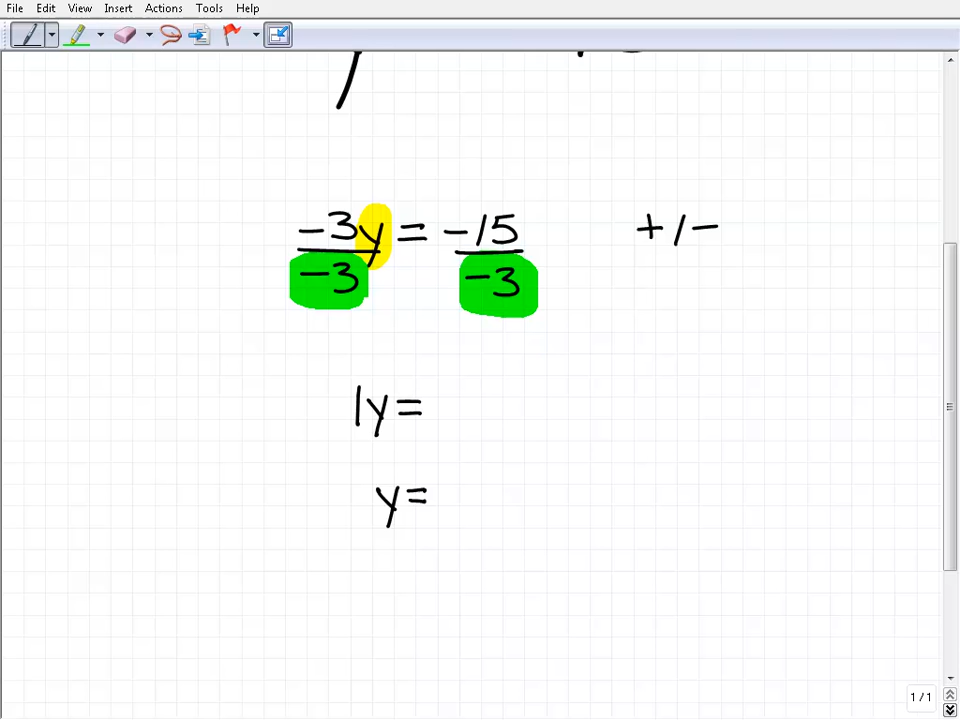 File Edit View Insert Actions Tools Help
-3y = -15 +/-
-3 -3
1y=
y=
1/1